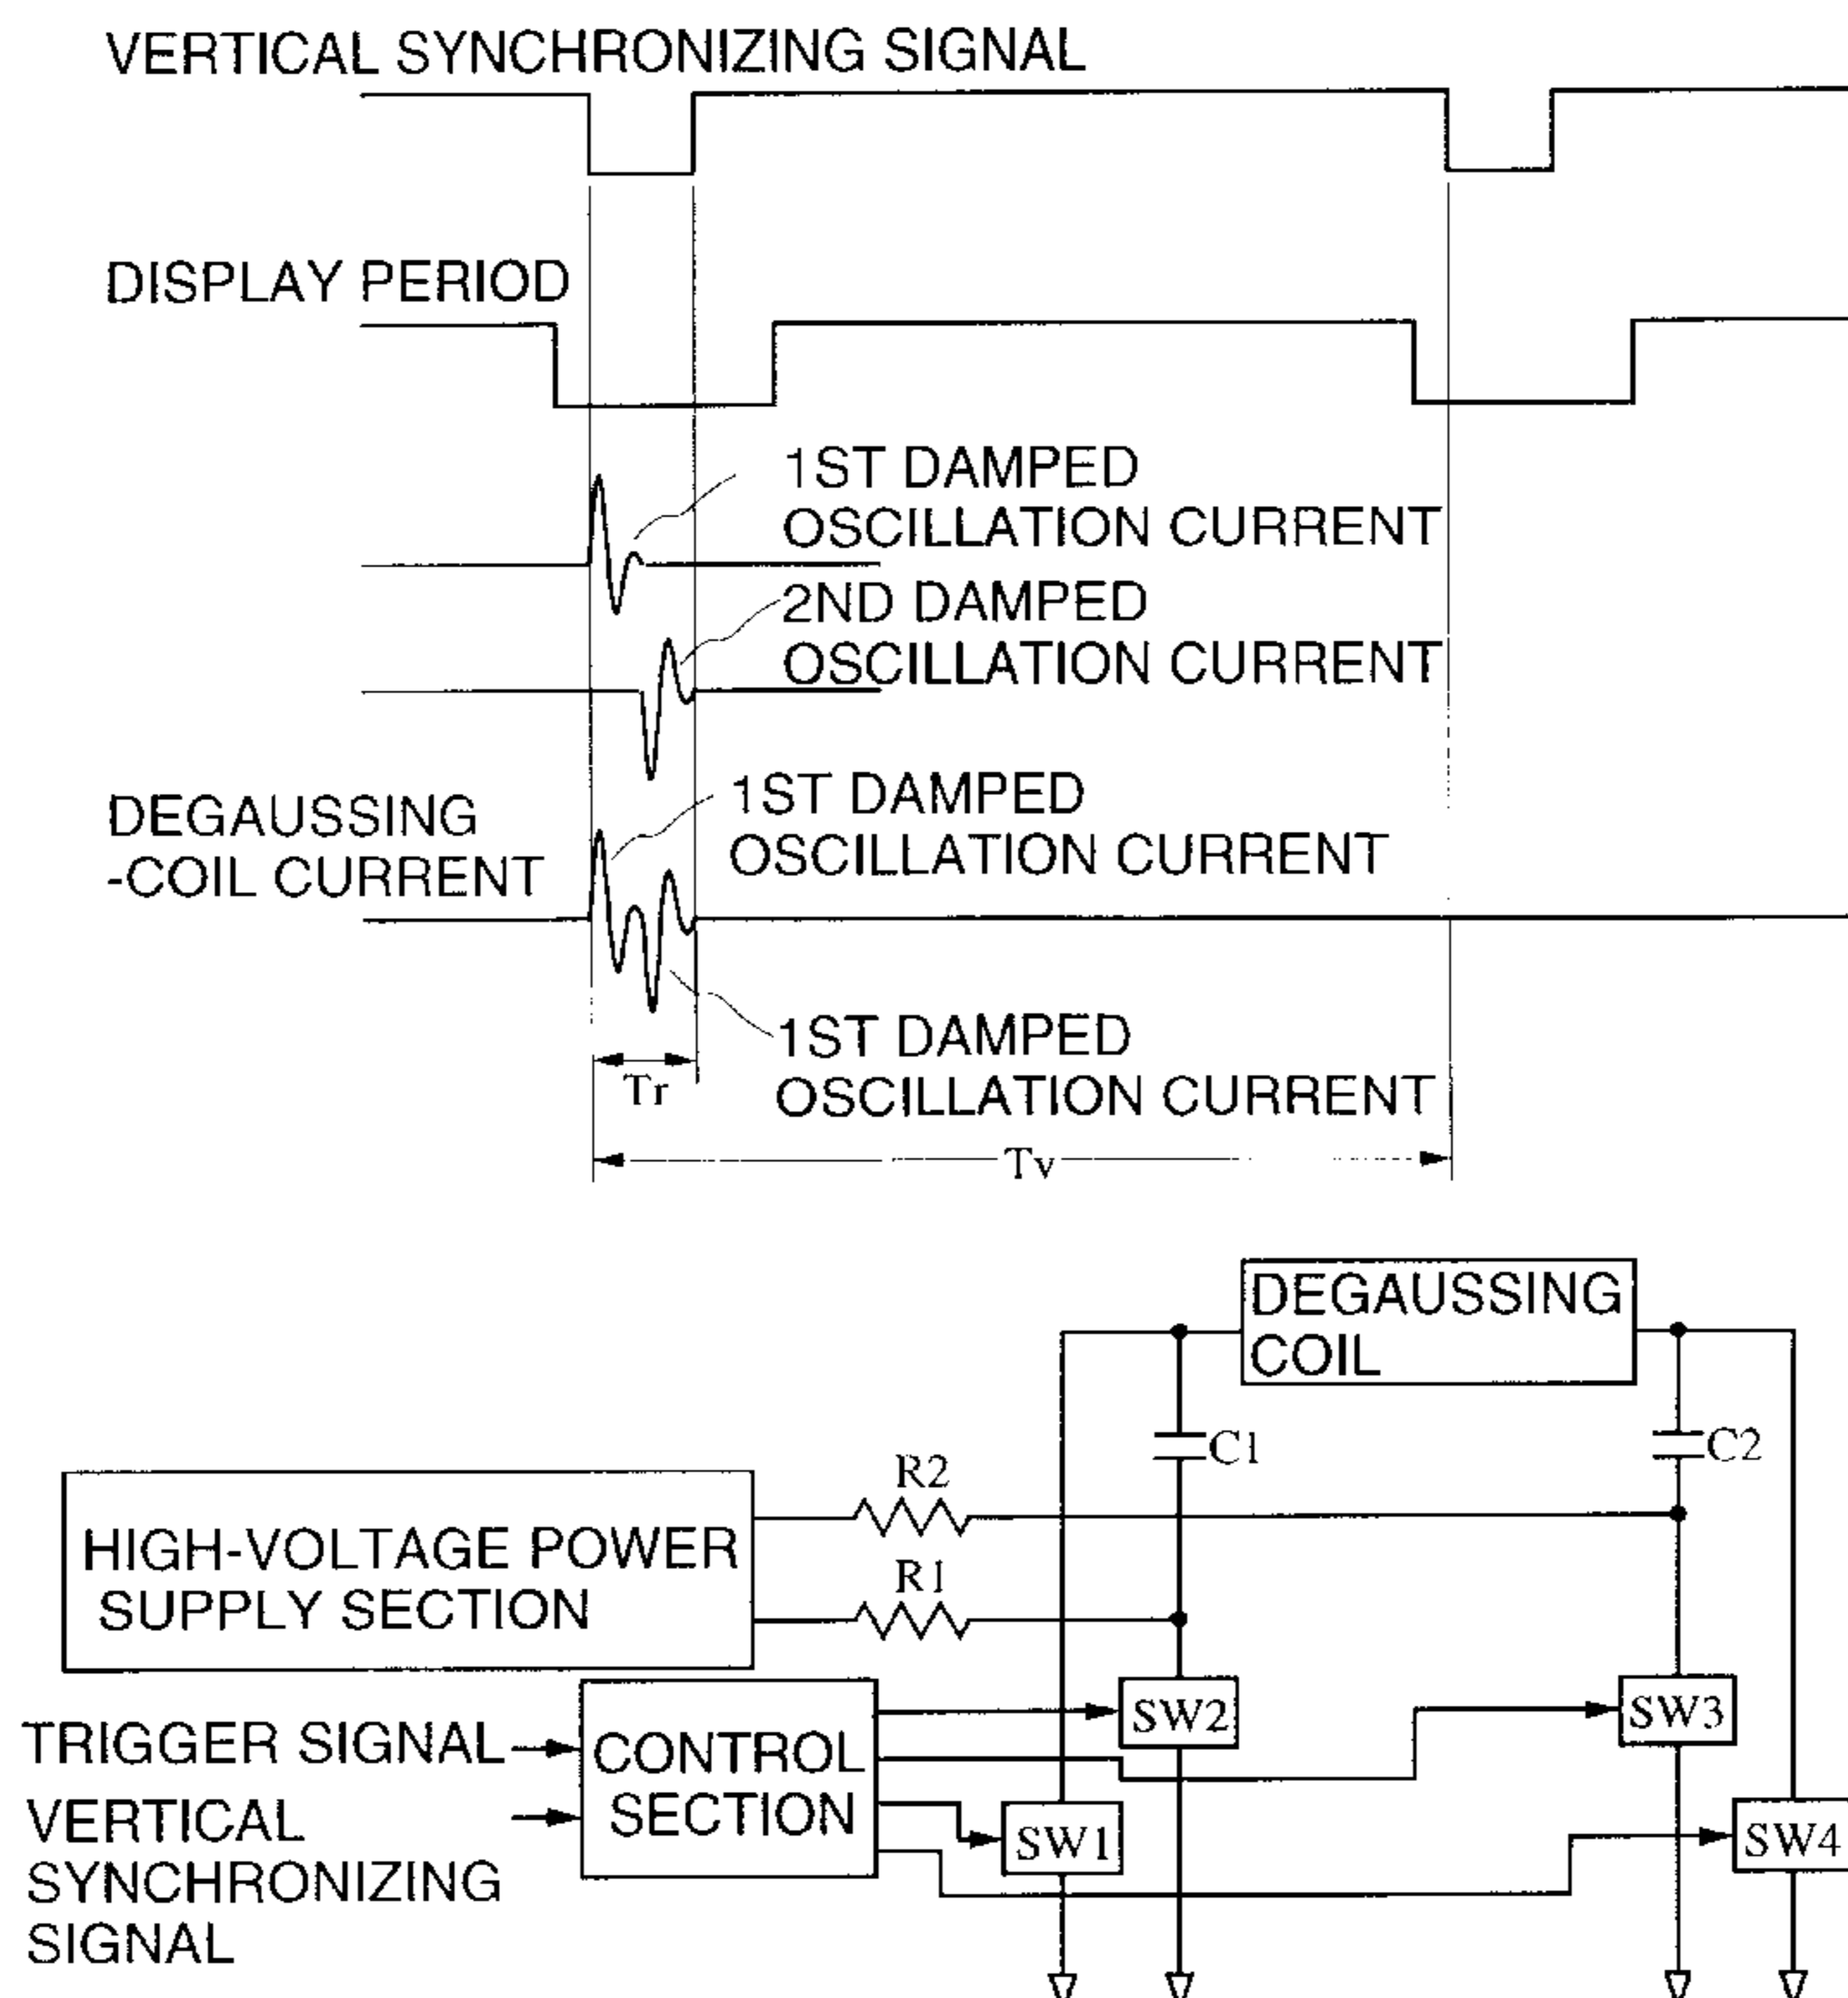 VERTICAL SYNCHRONIZING SIGNAL
DISPLAY PERIOD
1ST DAMPED
OSCILLATION CURRENT
2ND DAMPED
OSCILLATION CURRENT
DEGAUSSING
-COIL CURRENT
1ST DAMPED
OSCILLATION CURRENT
1ST DAMPED
OSCILLATION CURRENT
Tr
Tv
DEGAUSSING
COIL
C1
C2
R2
HIGH-VOLTAGE POWER
SUPPLY SECTION
R1
SW2
SW3
TRIGGER SIGNAL
CONTROL
SECTION
VERTICAL
SYNCHRONIZING
SIGNAL
SW1
SW4